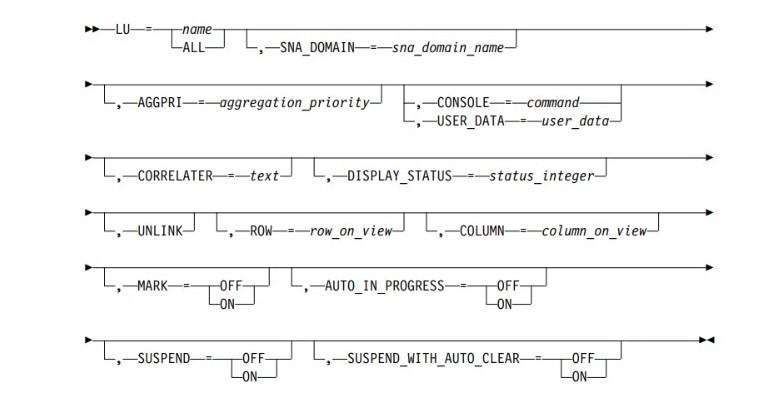 LU = name
ALL , SNA_DOMAIN = sna_domain_name
, AGGPRI = aggregation_priority , CONSOLE = command
, USER_DATA = user_data
, CORRELATER = text , DISPLAY_STATUS = status_integer
, UNLINK , ROW = row_on_view , COLUMN = column_on_view
, MARK = OFF , AUTO_IN_PROGRESS = OFF
ON ON
, SUSPEND = OFF , SUSPEND_WITH_AUTO_CLEAR = OFF
ON ON